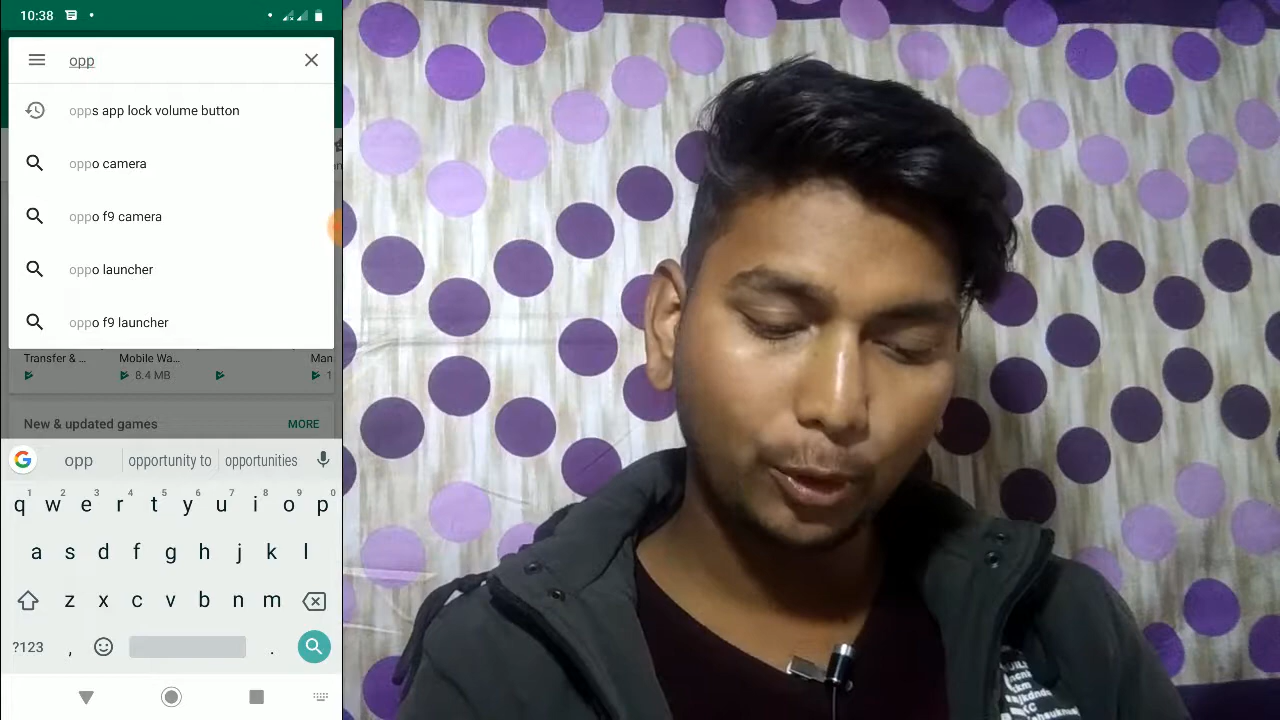 10:38
opp
opps app lock volume button
oppo camera
oppo f9 camera
oppo launcher
oppo f9 launcher
Transfer & ...
Mobile Wa...
Man
8.4 MB
1
New & updated games
MORE
opp
opportunity to
opportunities
1 2 3 4 5 6 7 8 9 0
q w e r t y u i o p
a s d f g h j k l
z x c v b n m
?123 , .